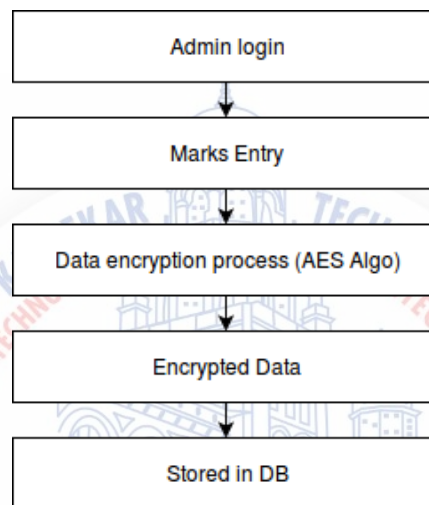 Admin login
Marks Entry
Data encryption process (AES Algo)
Encrypted Data
Stored in DB